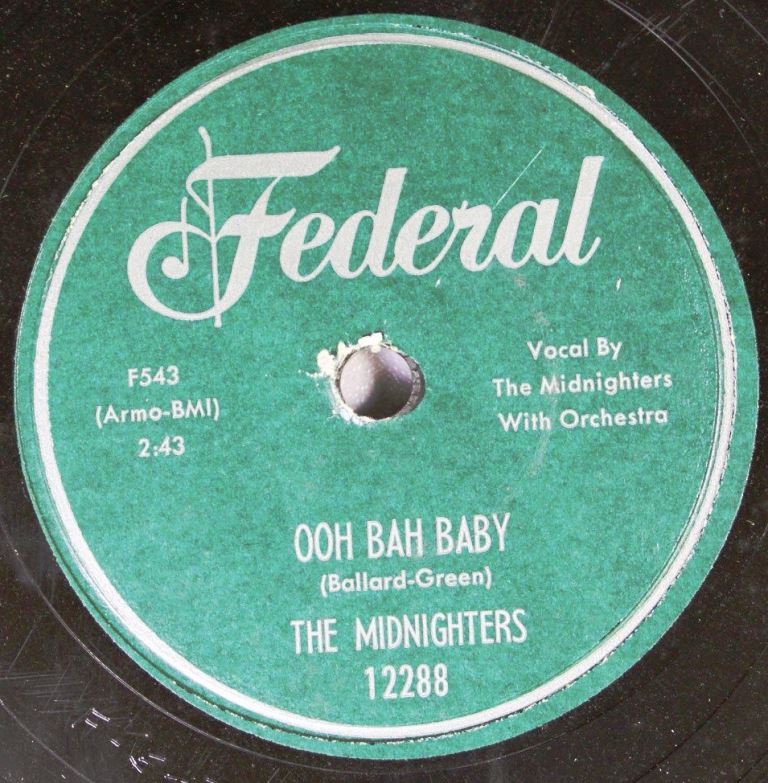 Federal
F543
(Armo-BMI)
2:43
Vocal By
The Midnighters
With Orchestra
OOH BAH BABY
(Ballard-Green)
THE MIDNIGHTERS
12288